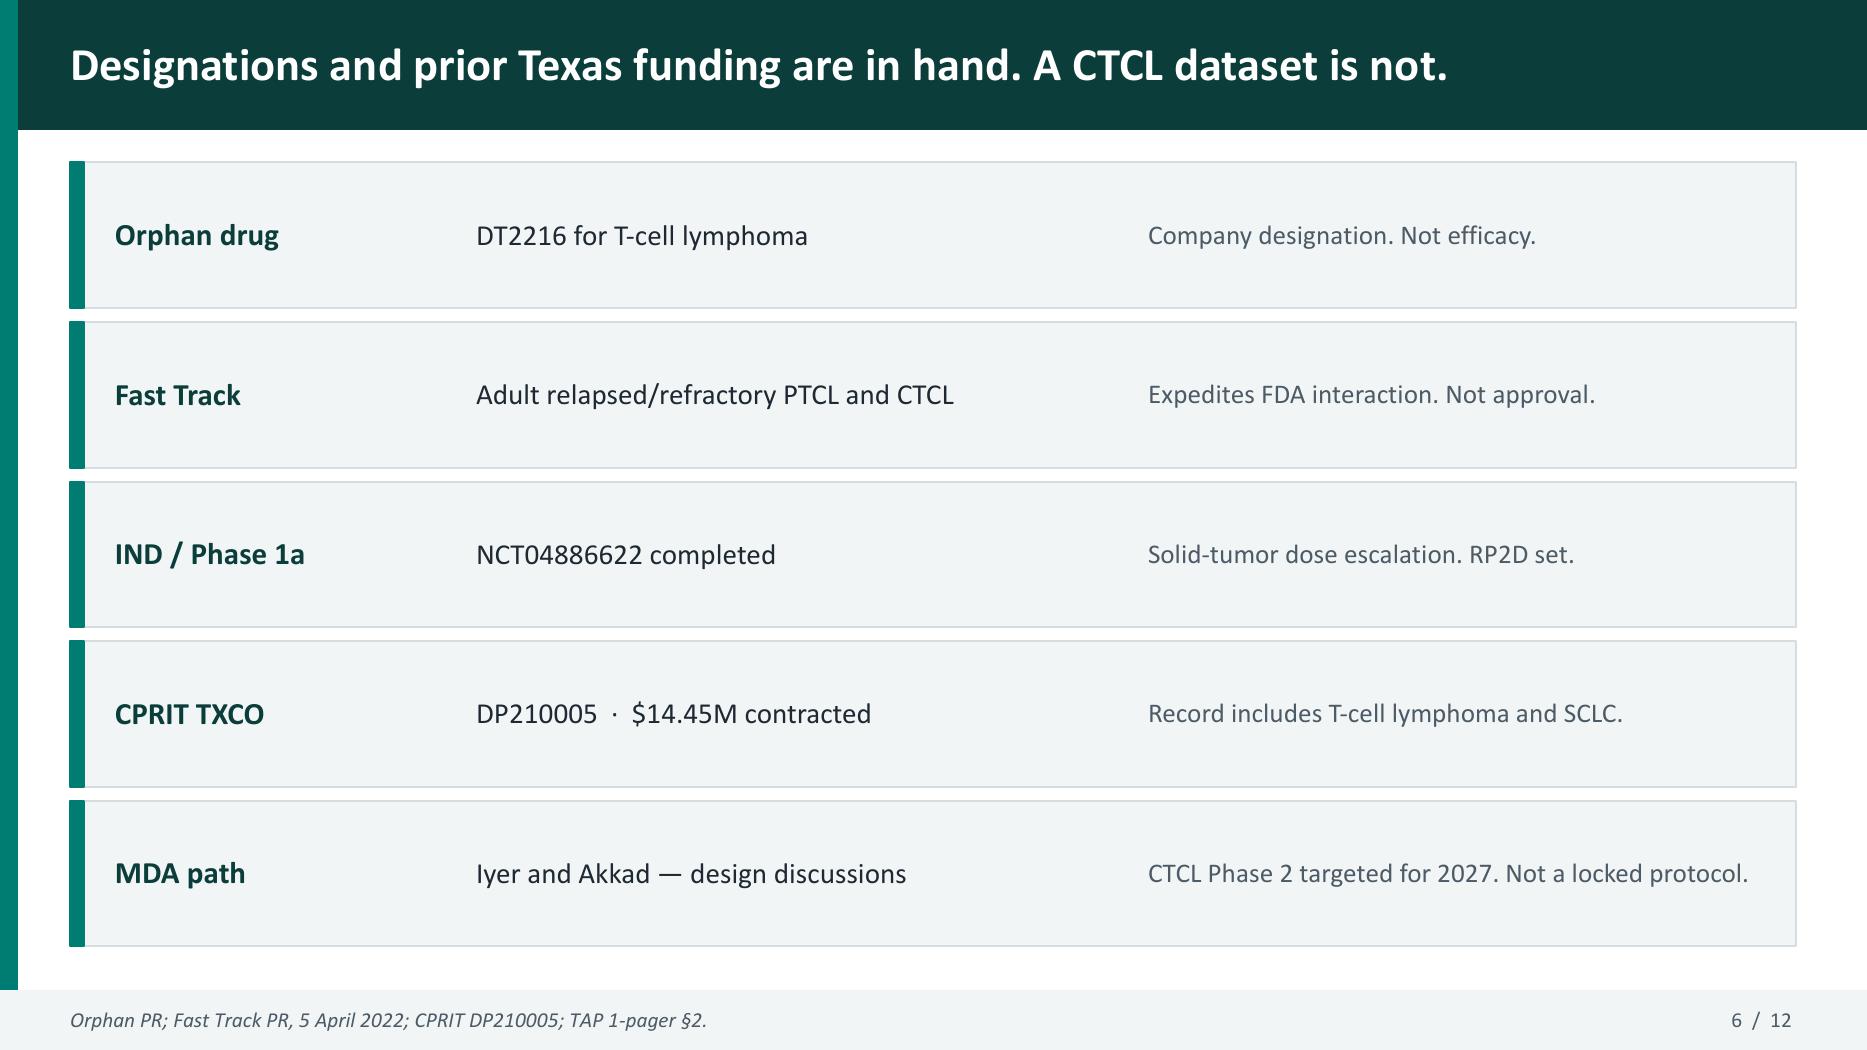 Designations and prior Texas funding are in hand. A CTCL dataset is not.
Orphan drug
DT2216 for T-cell lymphoma
Company designation. Not efficacy.
Fast Track
Adult relapsed/refractory PTCL and CTCL
Expedites FDA interaction. Not approval.
IND / Phase 1a
NCT04886622 completed
Solid-tumor dose escalation. RP2D set.
CPRIT TXCO
DP210005 · $14.45M contracted
Record includes T-cell lymphoma and SCLC.
MDA path
Iyer and Akkad — design discussions
CTCL Phase 2 targeted for 2027. Not a locked protocol.
Orphan PR; Fast Track PR, 5 April 2022; CPRIT DP210005; TAP 1-pager §2.
6 / 12